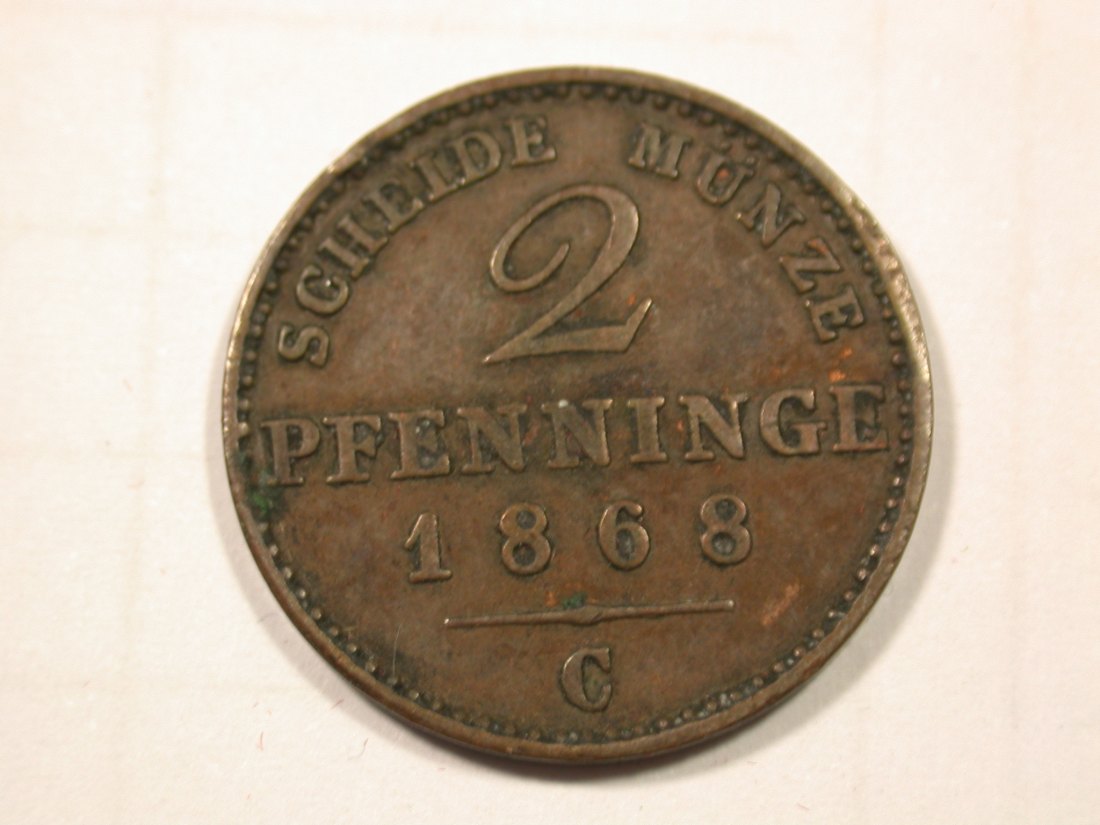 SCHEIDE MÜNZE
2
PFENNINGE
1868
C